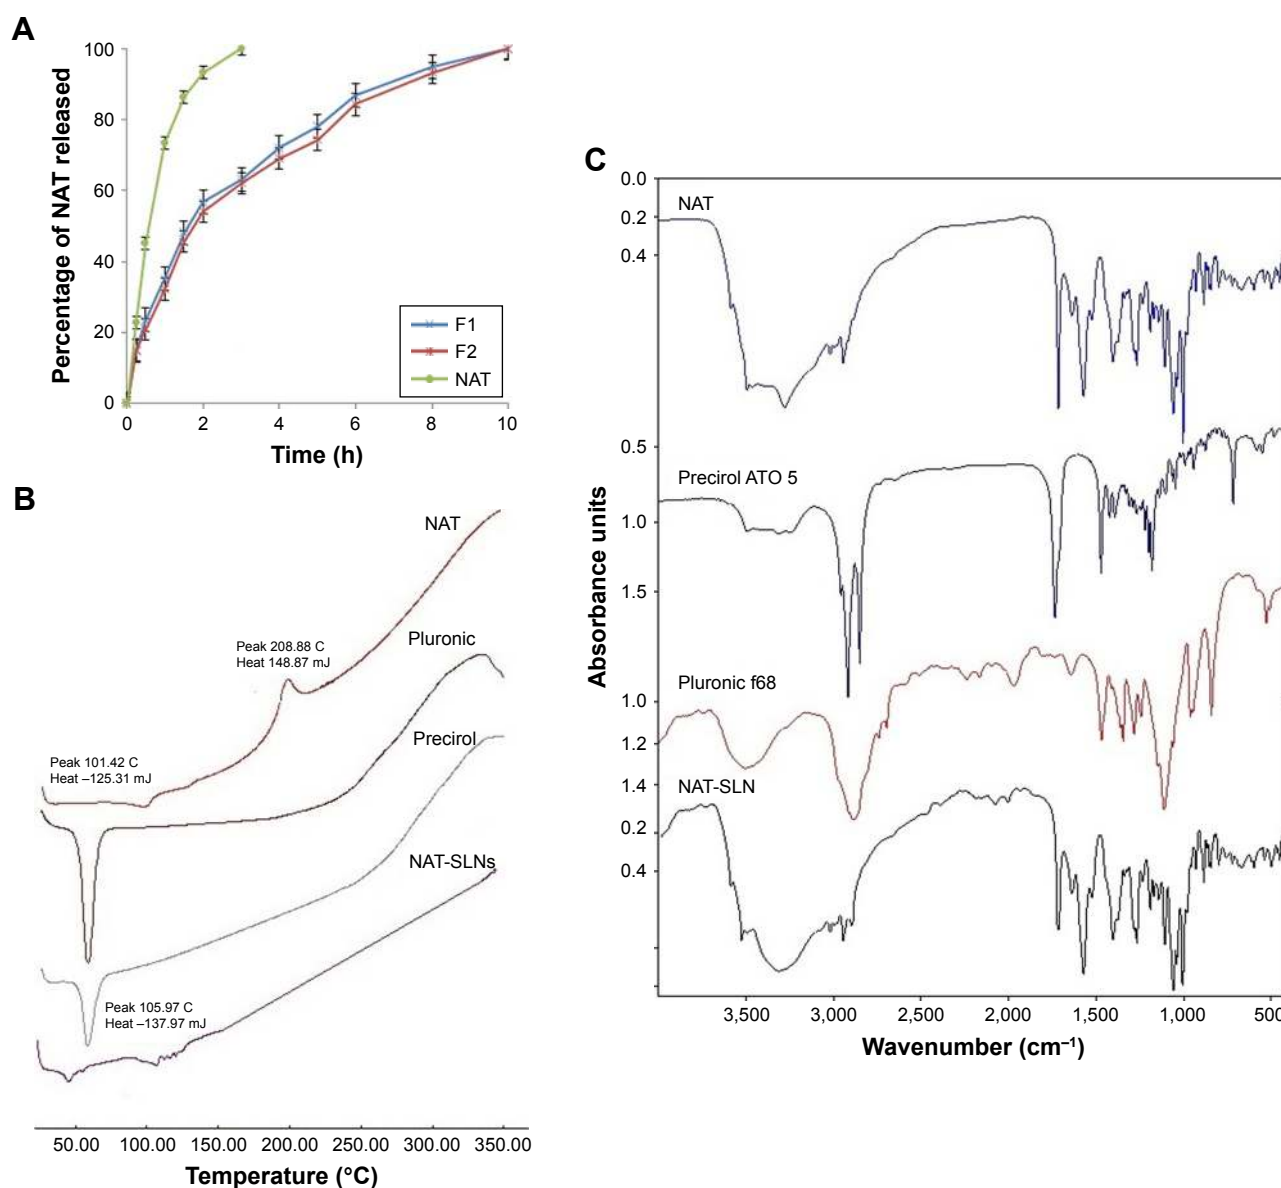 A
Percentage of NAT released
100
80
60
40
20
0
0
2
4
6
8
10
Time (h)
F1
F2
NAT
B
NAT
Peak 208.88 C
Heat 148.87 mJ
Pluronic
Precirol
Peak 101.42 C
Heat –125.31 mJ
NAT-SLNs
Peak 105.97 C
Heat –137.97 mJ
50.00
100.00
150.00
200.00
250.00
300.00
350.00
Temperature (°C)
C
Absorbance units
0.0
0.2
0.4
0.5
1.0
1.5
1.0
1.2
1.4
0.2
0.4
NAT
Precirol ATO 5
Pluronic f68
NAT-SLN
3,500
3,000
2,500
2,000
1,500
1,000
500
Wavenumber (cm⁻¹)